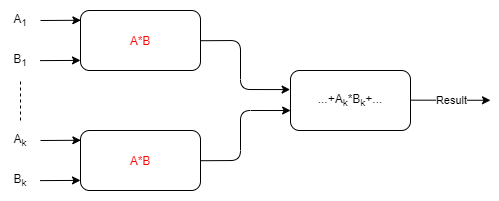 A₁
A*B
B₁
...+Aₖ*Bₖ+...
Result
Aₖ
A*B
Bₖ